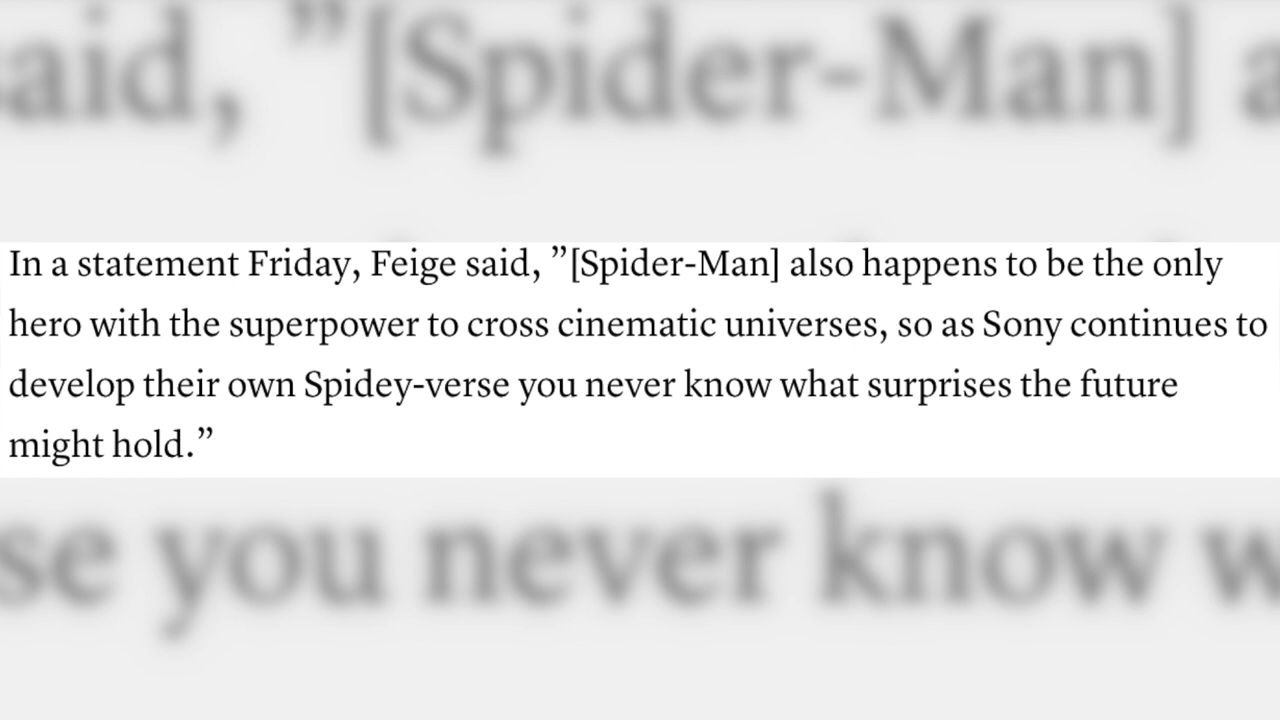 said, ”[Spider-Man] a
In a statement Friday, Feige said, ”[Spider-Man] also happens to be the only
hero with the superpower to cross cinematic universes, so as Sony continues to
develop their own Spidey-verse you never know what surprises the future
might hold.”
se you never know w